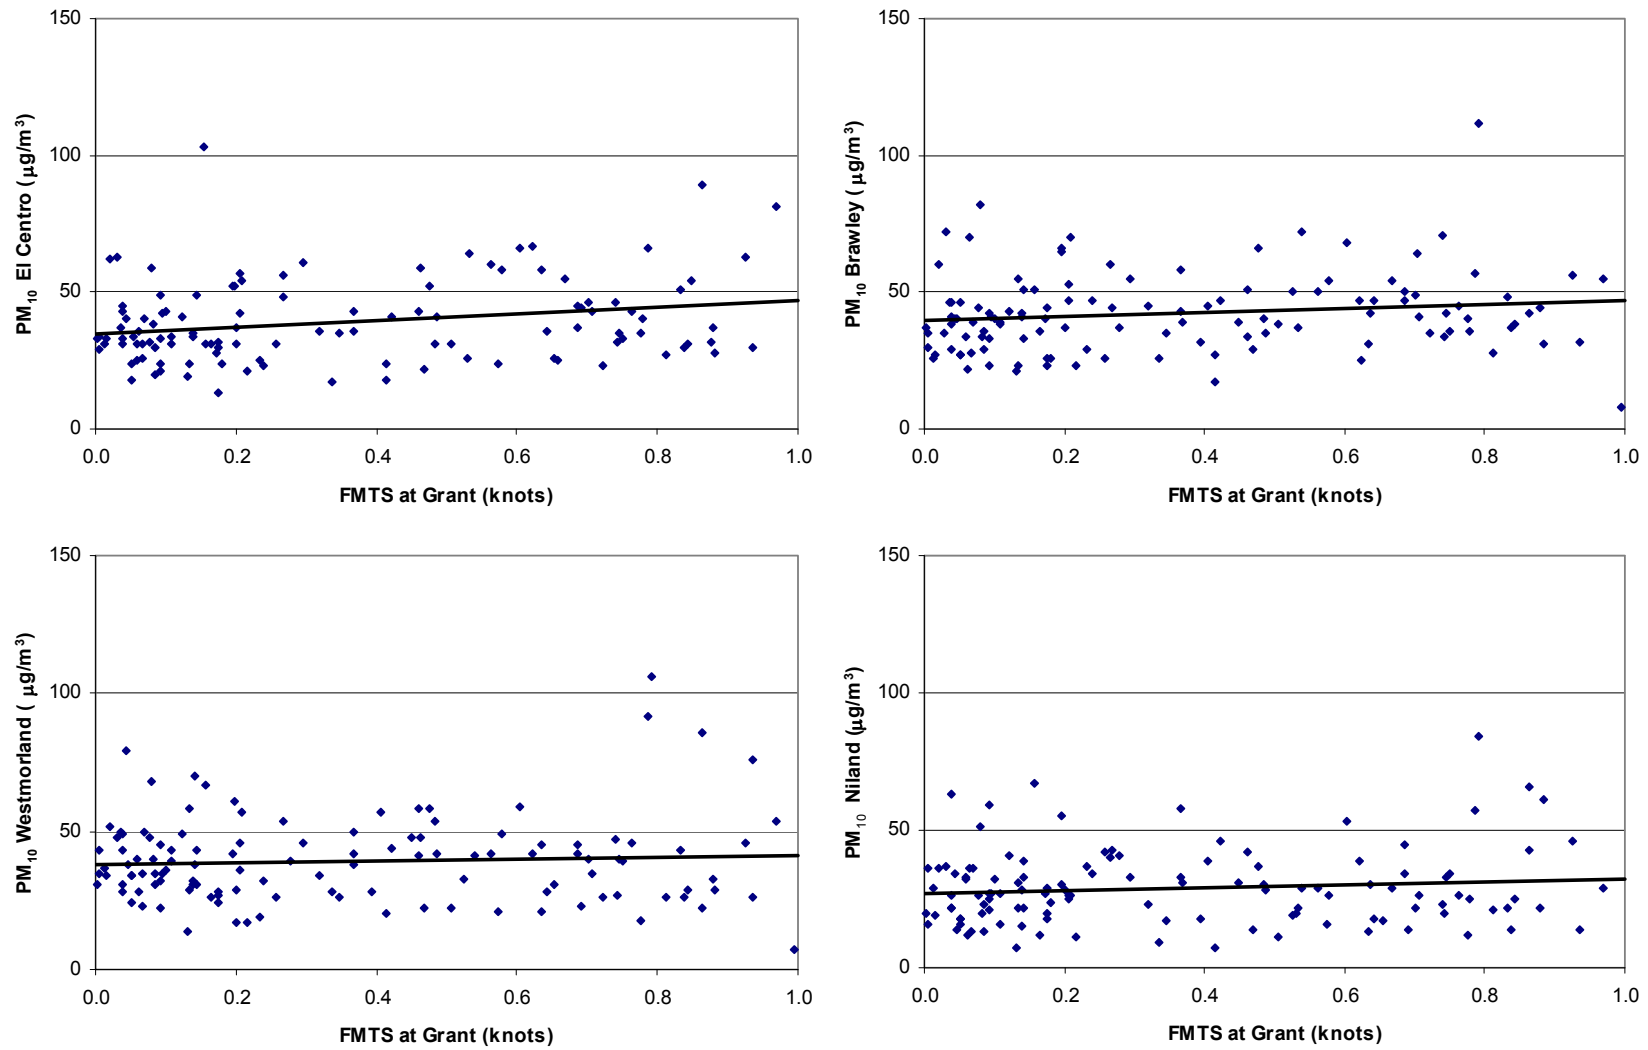 PM10 El Centro (µg/m3)
150
100
50
0
0.0 0.2 0.4 0.6 0.8 1.0
FMTS at Grant (knots)
PM10 Brawley ( µg/m3)
150
100
50
0
0.0 0.2 0.4 0.6 0.8 1.0
FMTS at Grant (knots)
PM10 Westmorland ( µg/m3)
150
100
50
0
0.0 0.2 0.4 0.6 0.8 1.0
FMTS at Grant (knots)
PM10 Niland (µg/m3)
150
100
50
0
0.0 0.2 0.4 0.6 0.8 1.0
FMTS at Grant (knots)